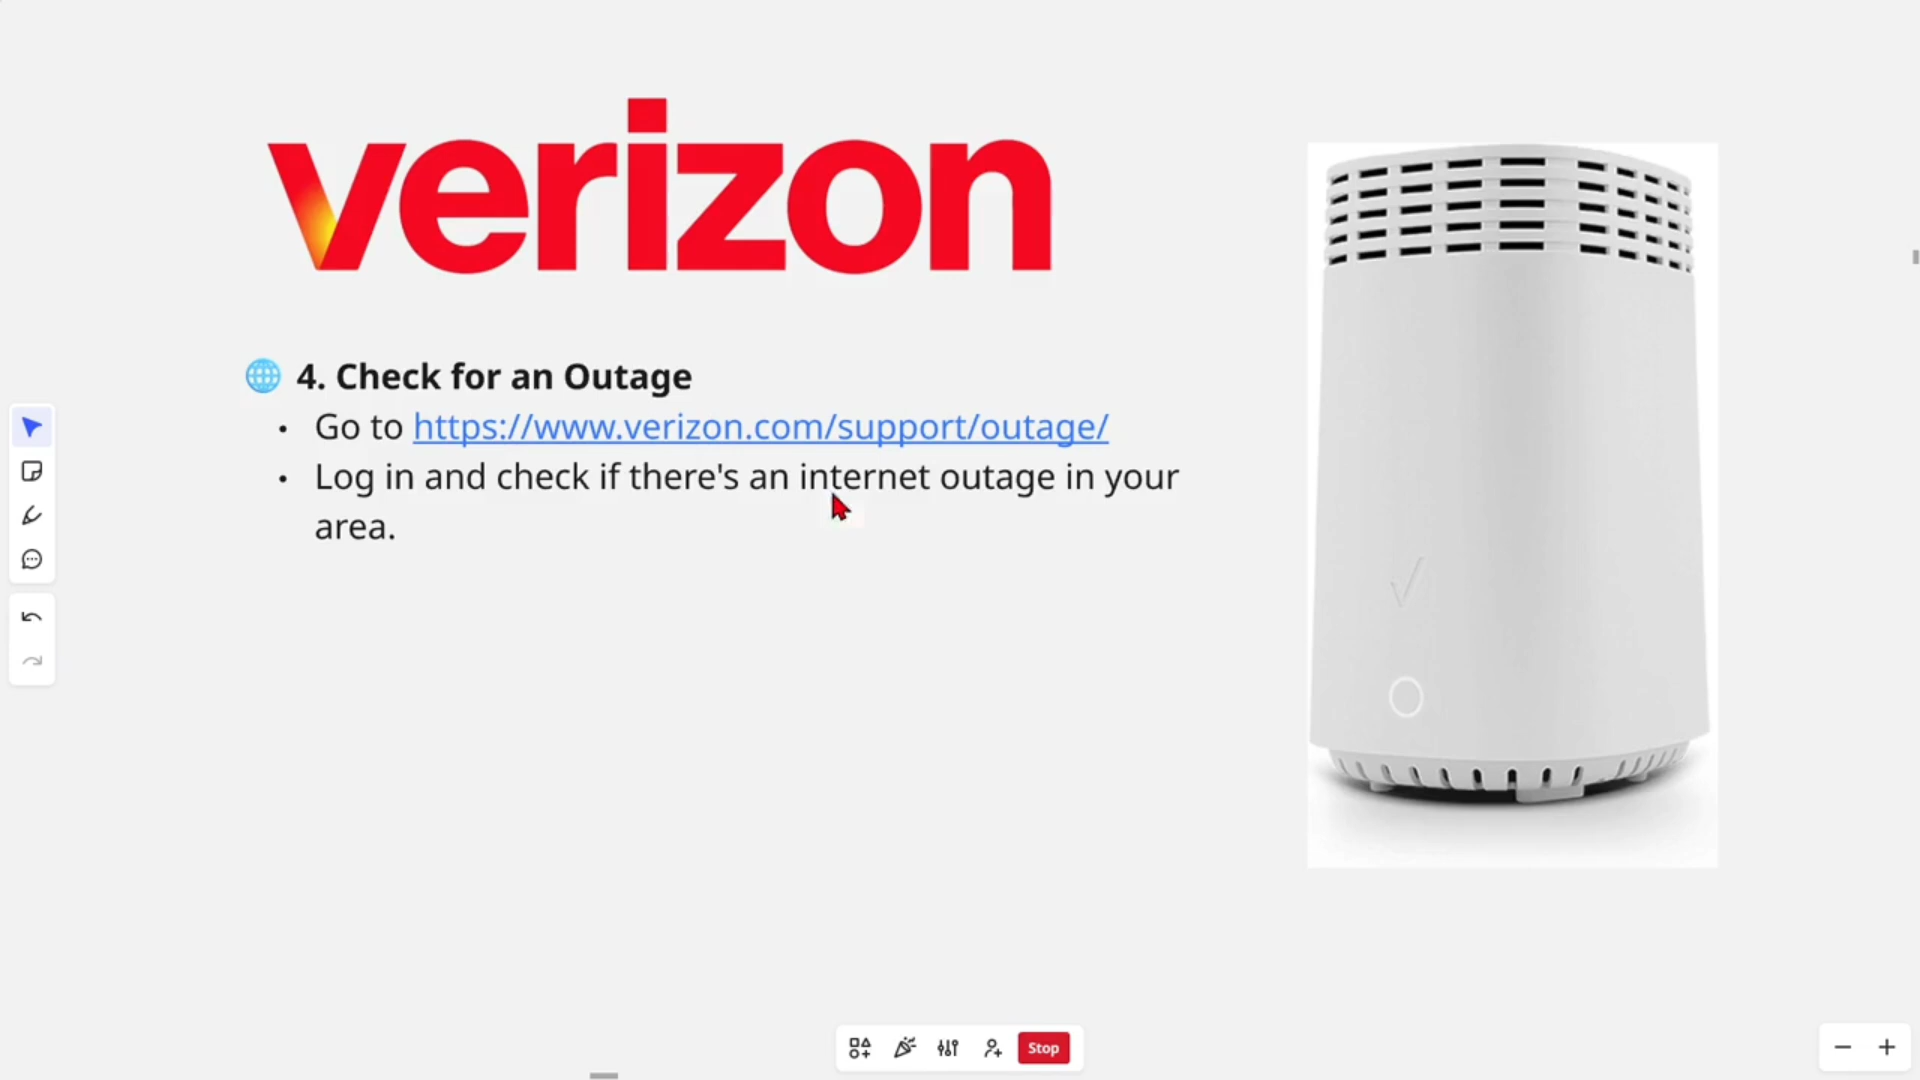 verizon
🌐 4. Check for an Outage
• Go to https://www.verizon.com/support/outage/
• Log in and check if there's an internet outage in your
area.
Stop